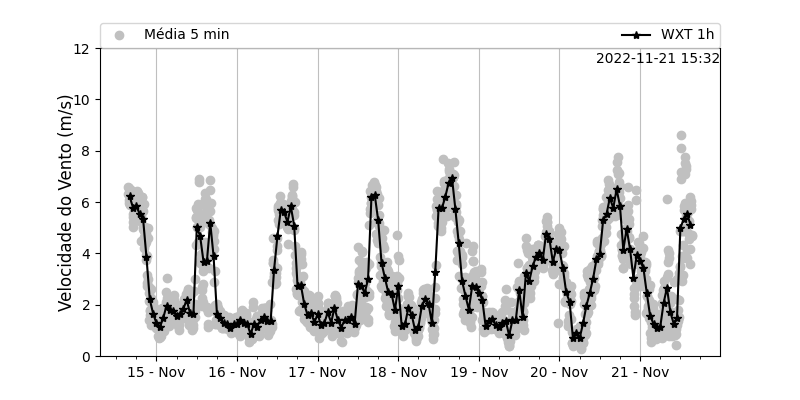 Média 5 min
WXT 1h
2022-11-21 15:32
Velocidade do Vento (m/s)
12
10
8
6
4
2
0
15 - Nov
16 - Nov
17 - Nov
18 - Nov
19 - Nov
20 - Nov
21 - Nov